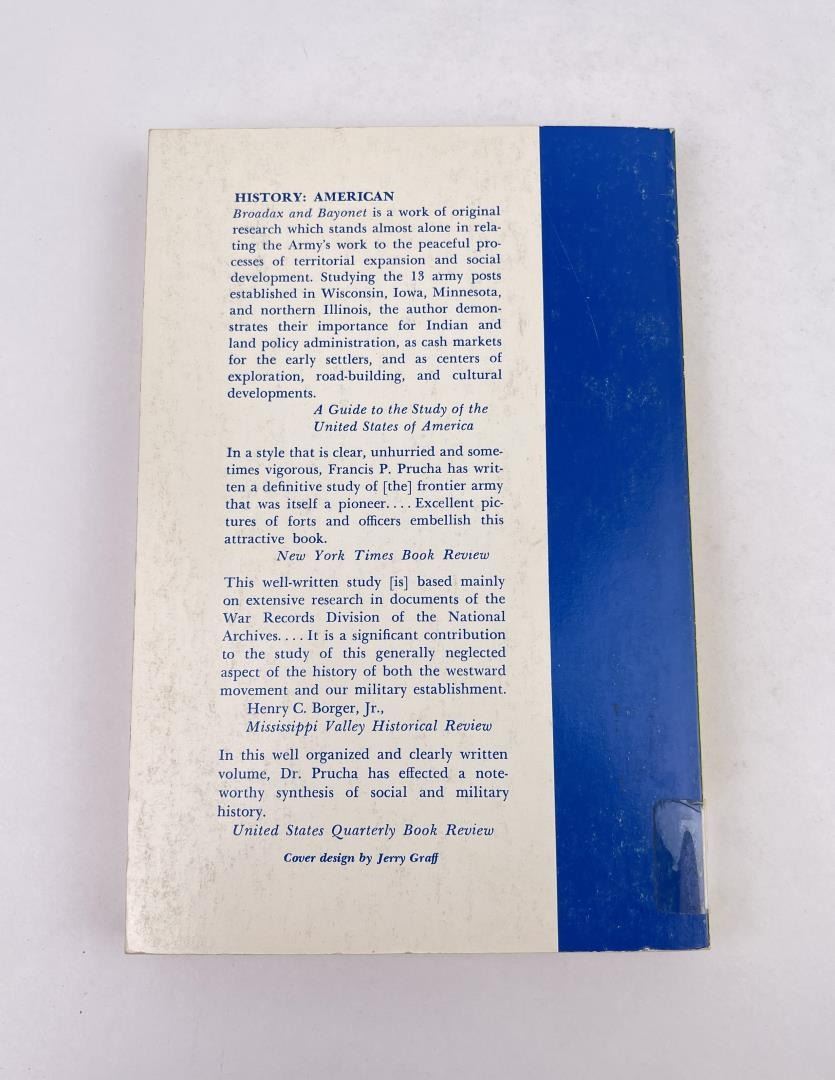 HISTORY: AMERICAN
Broadax and Bayonet is a work of original
research which stands almost alone in rela-
ting the Army's work to the peaceful pro-
cesses of territorial expansion and social
development. Studying the 13 army posts
established in Wisconsin, Iowa, Minnesota,
and northern Illinois, the author demon-
strates their importance for Indian and
land policy administration, as cash markets
for the early settlers, and as centers of
exploration, road-building, and cultural
developments.
A Guide to the Study of the
United States of America
In a style that is clear, unhurried and some-
times vigorous, Francis P. Prucha has writ-
ten a definitive study of [the] frontier army
that was itself a pioneer.... Excellent pic-
tures of forts and officers embellish this
attractive book.
New York Times Book Review
This well-written study [is] based mainly
on extensive research in documents of the
War Records Division of the National
Archives.... It is a significant contribution
to the study of this generally neglected
aspect of the history of both the westward
movement and our military establishment.
Henry C. Borger, Jr.,
Mississippi Valley Historical Review
In this well organized and clearly written
volume, Dr. Prucha has effected a note-
worthy synthesis of social and military
history.
United States Quarterly Book Review
Cover design by Jerry Graff